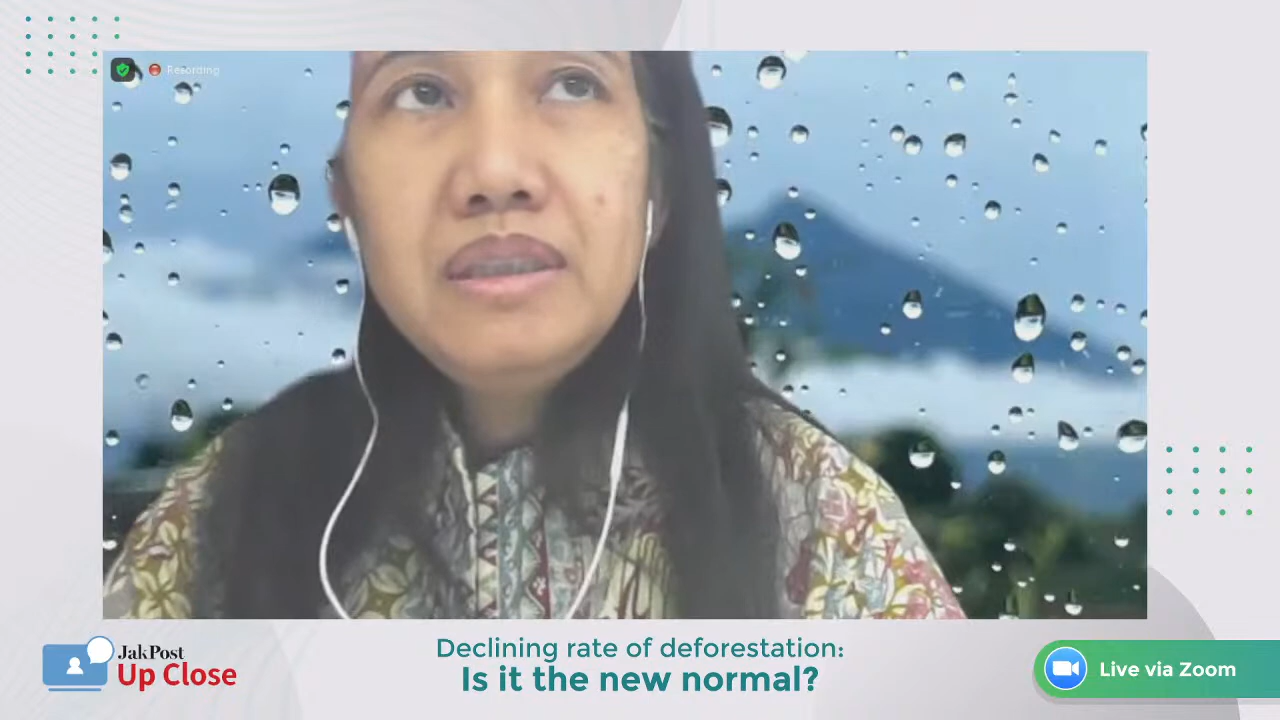 Recording
Declining rate of deforestation:
Is it the new normal?
JakPost
Up Close
Live via Zoom